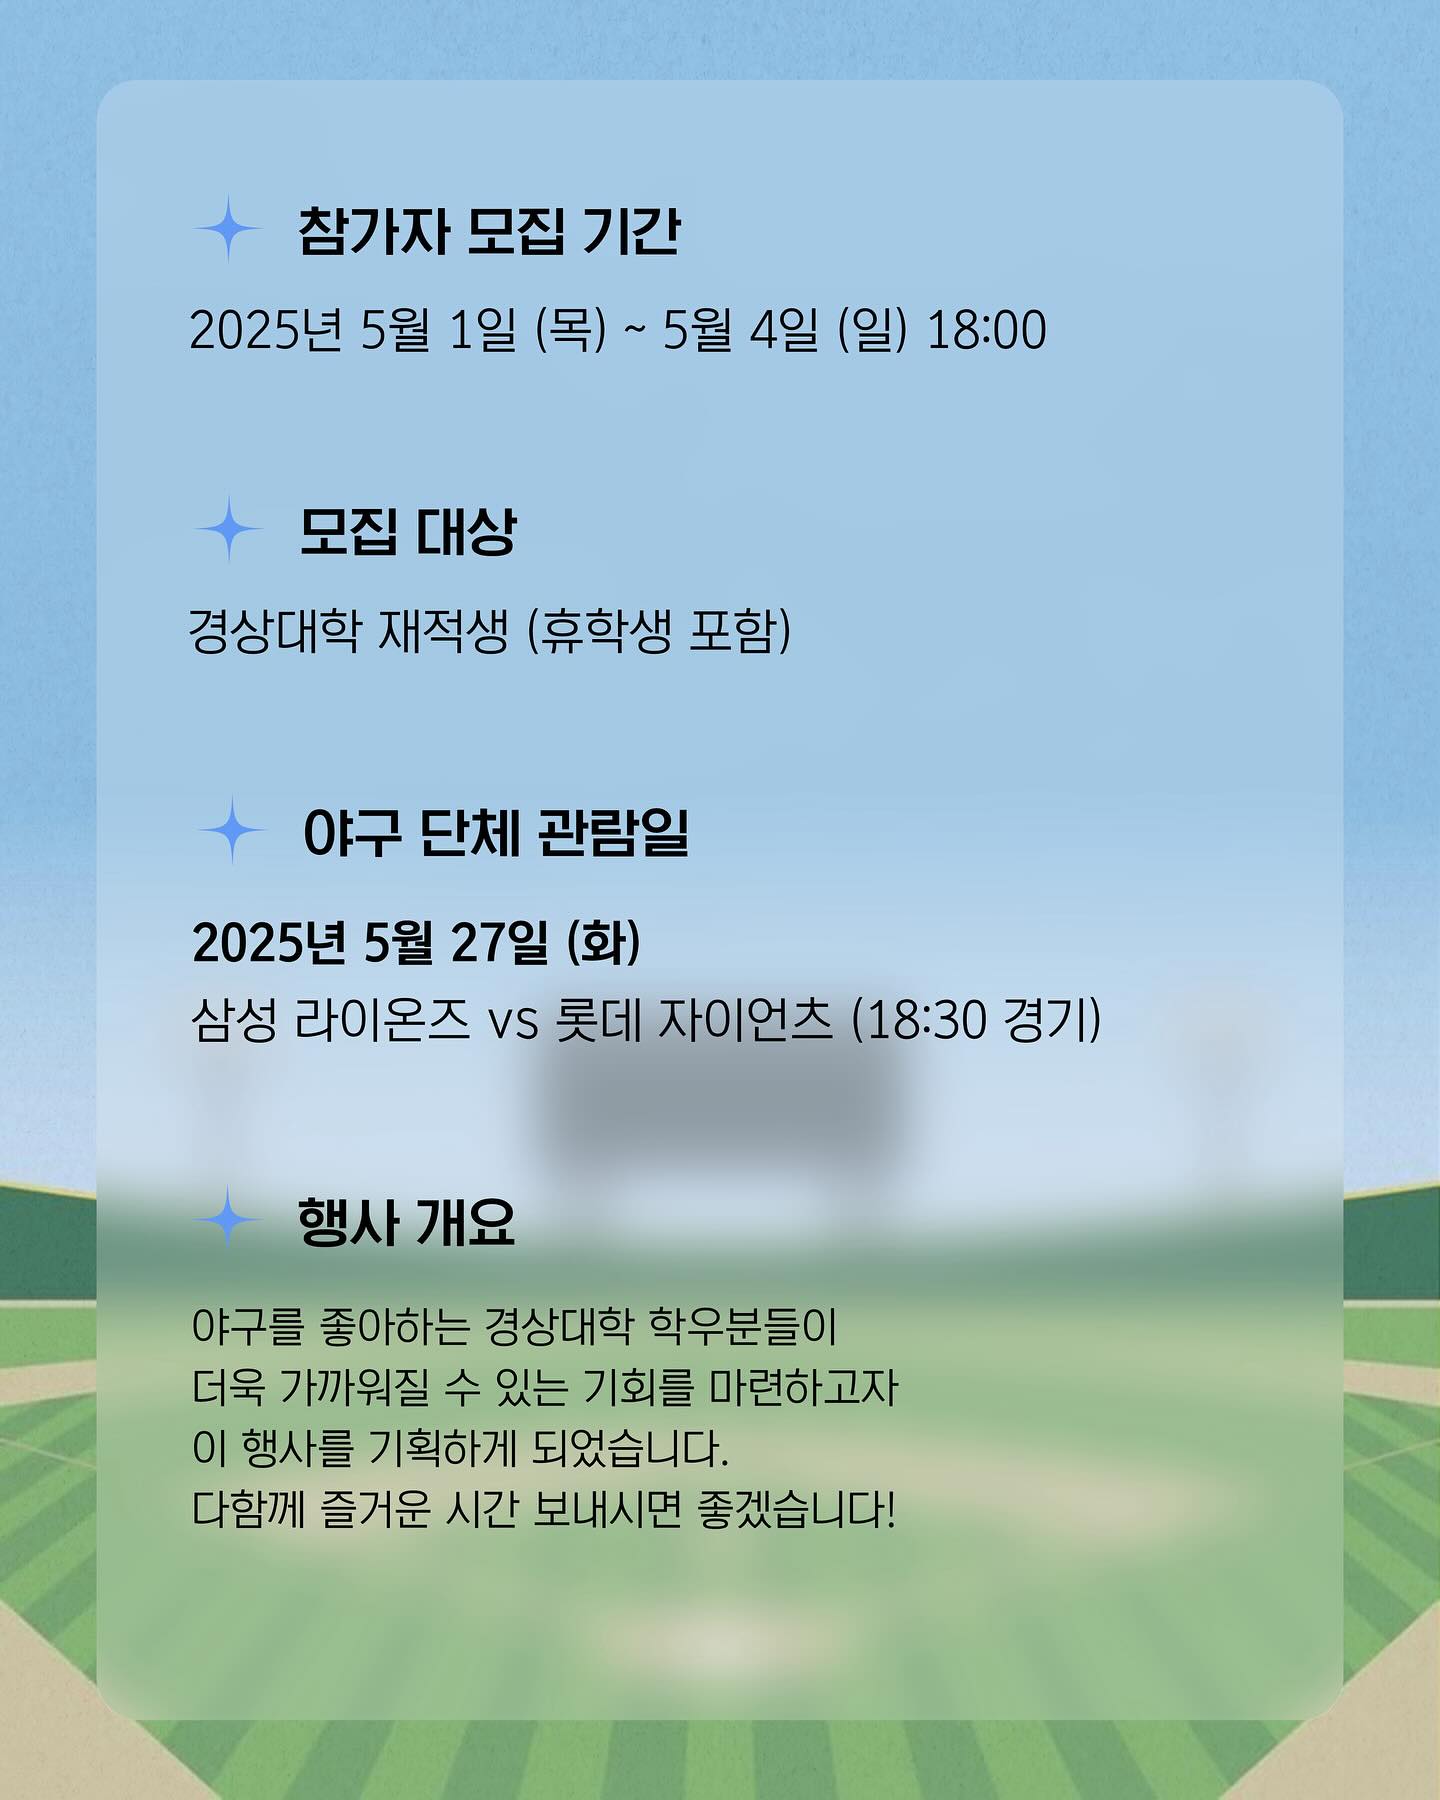 참가자 모집 기간
2025년 5월 1일 (목) ~ 5월 4일 (일) 18:00
모집 대상
경상대학 재적생 (휴학생 포함)
야구 단체 관람일
2025년 5월 27일 (화)
삼성 라이온즈 vs 롯데 자이언츠 (18:30 경기)
행사 개요
야구를 좋아하는 경상대학 학우분들이
더욱 가까워질 수 있는 기회를 마련하고자
이 행사를 기획하게 되었습니다.
다함께 즐거운 시간 보내시면 좋겠습니다!